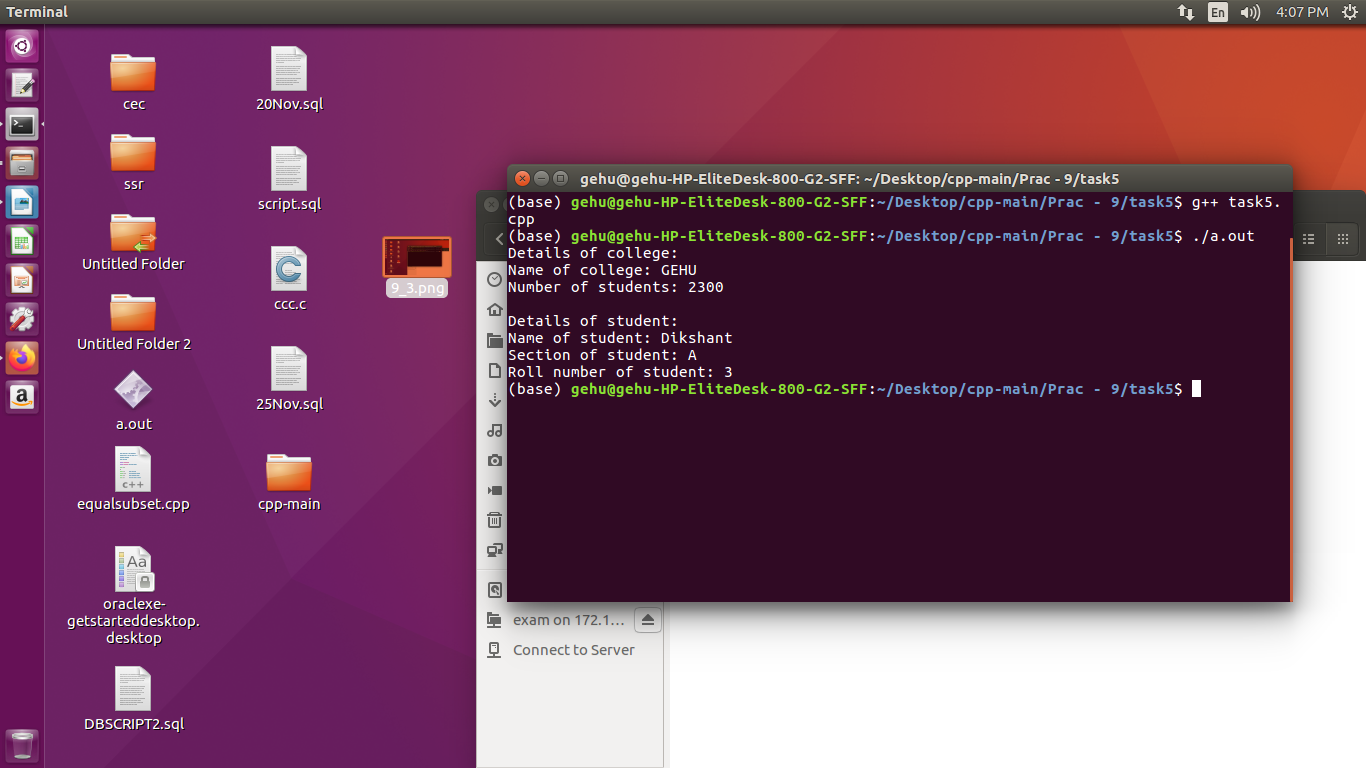 Terminal
En
4:07 PM
cec
20Nov.sql
ssr
script.sql
Untitled Folder
ccc.c
9_3.png
Untitled Folder 2
25Nov.sql
a.out
c++
equalsubset.cpp
cpp-main
Aa
oraclexe-
getstarteddesktop.
desktop
DBSCRIPT2.sql
gehu@gehu-HP-EliteDesk-800-G2-SFF: ~/Desktop/cpp-main/Prac - 9/task5
(base) gehu@gehu-HP-EliteDesk-800-G2-SFF:~/Desktop/cpp-main/Prac - 9/task5$ g++ task5.
cpp
(base) gehu@gehu-HP-EliteDesk-800-G2-SFF:~/Desktop/cpp-main/Prac - 9/task5$ ./a.out
Details of college:
Name of college: GEHU
Number of students: 2300
Details of student:
Name of student: Dikshant
Section of student: A
Roll number of student: 3
(base) gehu@gehu-HP-EliteDesk-800-G2-SFF:~/Desktop/cpp-main/Prac - 9/task5$
exam on 172.1...
Connect to Server